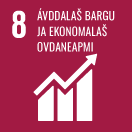 8
ÁVDDALAŠ BARGU
JA EKONOMALAŠ
OVDANEAPMI